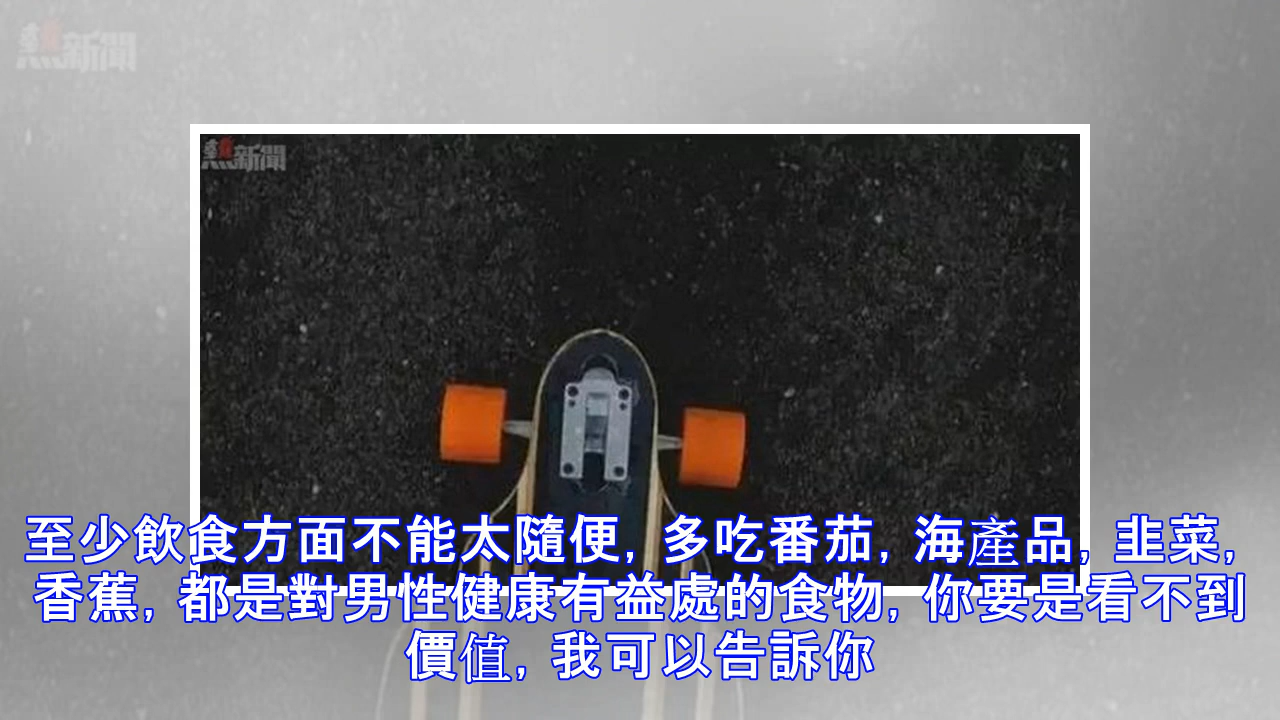 熱新聞
熱新聞
至少飲食方面不能太隨便, 多吃番茄, 海產品, 韭菜,
香蕉, 都是對男性健康有益處的食物, 你要是看不到
價值, 我可以告訴你